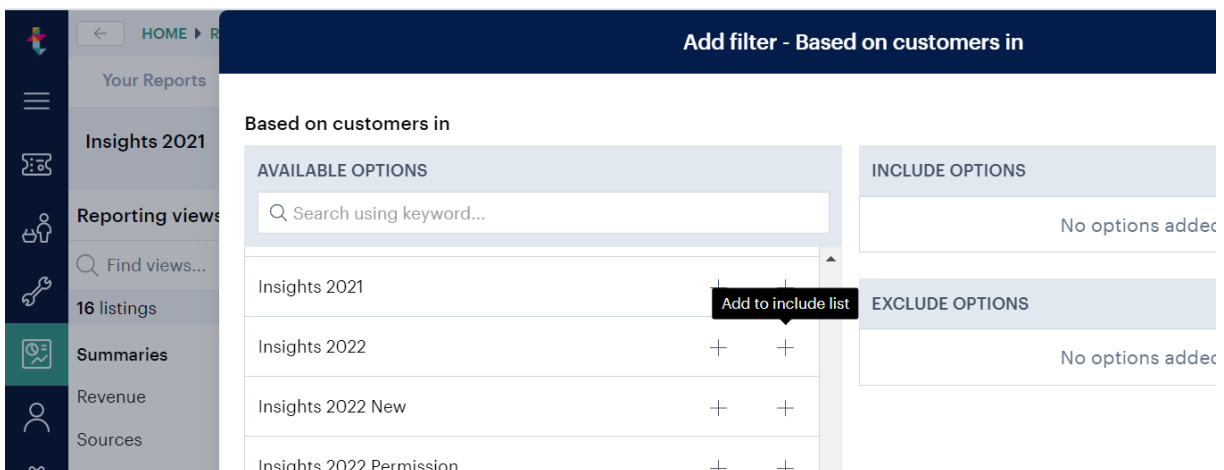 HOME
Your Reports
Insights 2021
Reporting views
Find views...
16 listings
Summaries
Revenue
Sources
Add filter - Based on customers in
Based on customers in
AVAILABLE OPTIONS
Search using keyword...
Insights 2021
Add to include list
Insights 2022
Insights 2022 New
Insights 2022 Permission
INCLUDE OPTIONS
No options added
EXCLUDE OPTIONS
No options added